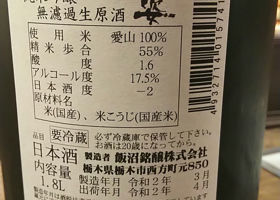 姿
無濾過生原酒
使用米 愛山100%
精米歩合 55%
酸度 1.6
アルコール度 17.5%
日本酒度 -2
原材料名
米(国産)、米こうじ(国産米)
要冷蔵 必ず冷蔵庫で保管して下さい。
お酒は20歳になってから。
日本酒 製造者 飯沼銘醸株式会社
内容量 栃木県栃木市西方町元850
1.8L 製造年月 令和2年 3月
出荷年月 令和2年 4月
4932711401574